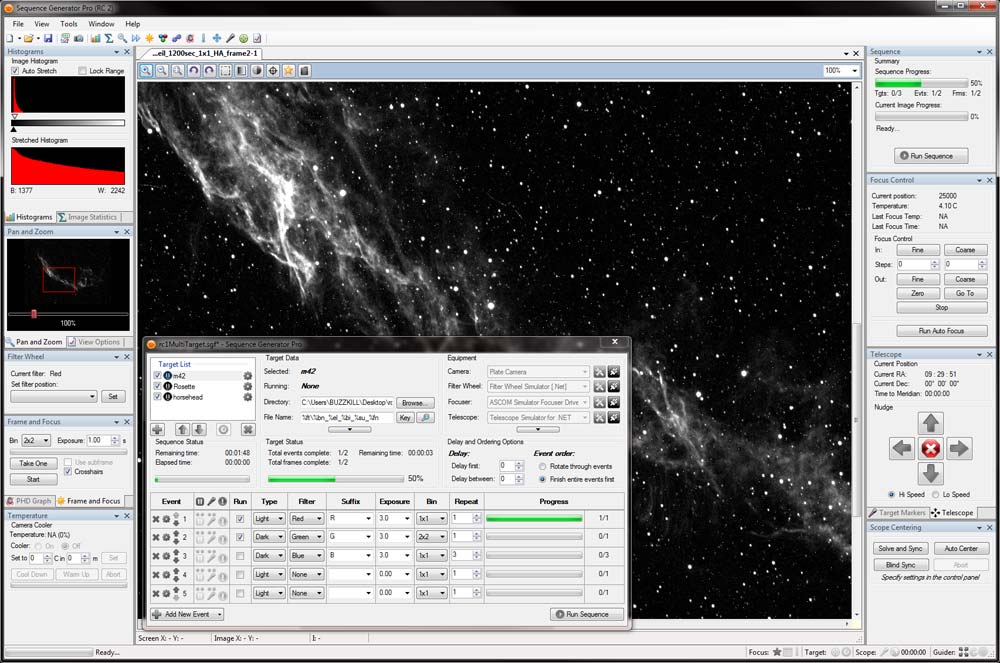 Sequence Generator Pro (RC 2)
File View Tools Window Help
Histograms
Image Histogram
Auto Stretch Lock Range
Stretched Histogram
B: 1377 W: 2242
Histograms Image Statistics
Pan and Zoom
100%
Pan and Zoom View Options
Filter Wheel
Current filter: Red
Set filter position:
Set
Frame and Focus
Bin 2x2 Exposure: 1.00 s
Take One Use subframe
Crosshairs
Start
PHD Graph Frame and Focus
Temperature
Camera Cooler
Temperature: NA (0%)
Cooler: On Off
Set to 0 C in 0 m Set
Cool Down Warm Up Abort
Ready...
...eil_1200sec_1x1_HA_frame2-1
100%
rc1MultiTarget.sgf* - Sequence Generator Pro
Target List
m42
Rosette
horsehead
Target Data
Selected: m42
Running: None
Directory: C:\Users\BUZZKILL\Desktop\rc Browse...
File Name: Key
Equipment
Camera: Plate Camera
Filter Wheel: Filter Wheel Simulator [.Net]
Focuser: ASCOM Simulator Focuser Drive
Telescope: Telescope Simulator for .NET
Sequence Status
Remaining time: 00:01:48
Elapsed time: 00:00:00
Target Status
Total events complete: 1/2 Remaining time: 00:00:03
Total frames complete: 1/2
50%
Delay and Ordering Options
Delay: Event order:
Delay first: 0 Rotate through events
Delay between: 0 Finish entire events first
Event Run Type Filter Suffix Exposure Bin Repeat Progress
1 Light Red R 3.0 1x1 1 1/1
2 Dark Green G 3.0 2x2 1 0/1
3 Dark Blue B 3.0 1x1 3 0/3
4 Light None 0.00 1x1 1 0/1
5 Light None 0.00 1x1 1 0/1
Add New Event Run Sequence
Screen X: - Y: - Image X: - Y: - I: -
Sequence
Summary
Sequence Progress:
50%
Tgts: 0/3 Evts: 1/2 Frms: 1/2
Current Image Progress:
0%
Ready...
Run Sequence
Focus Control
Current position: 25000
Temperature: 4.10 C
Last Focus Temp: NA
Last Focus Time: NA
Focus Control
In: Fine Coarse
Steps: 0 0
Out: Fine Coarse
Zero Go To
Stop
Run Auto Focus
Telescope
Current Position
Current RA: 09 : 29 : 51
Current Dec: 00° 00' 00"
Time to Meridian: 00:00:00
Nudge
Hi Speed Lo Speed
Target Markers Telescope
Scope Centering
Solve and Sync Auto Center
Blind Sync Abort
Specify settings in the control panel
Focus: Target: Scope: 00:00:00 Guider: